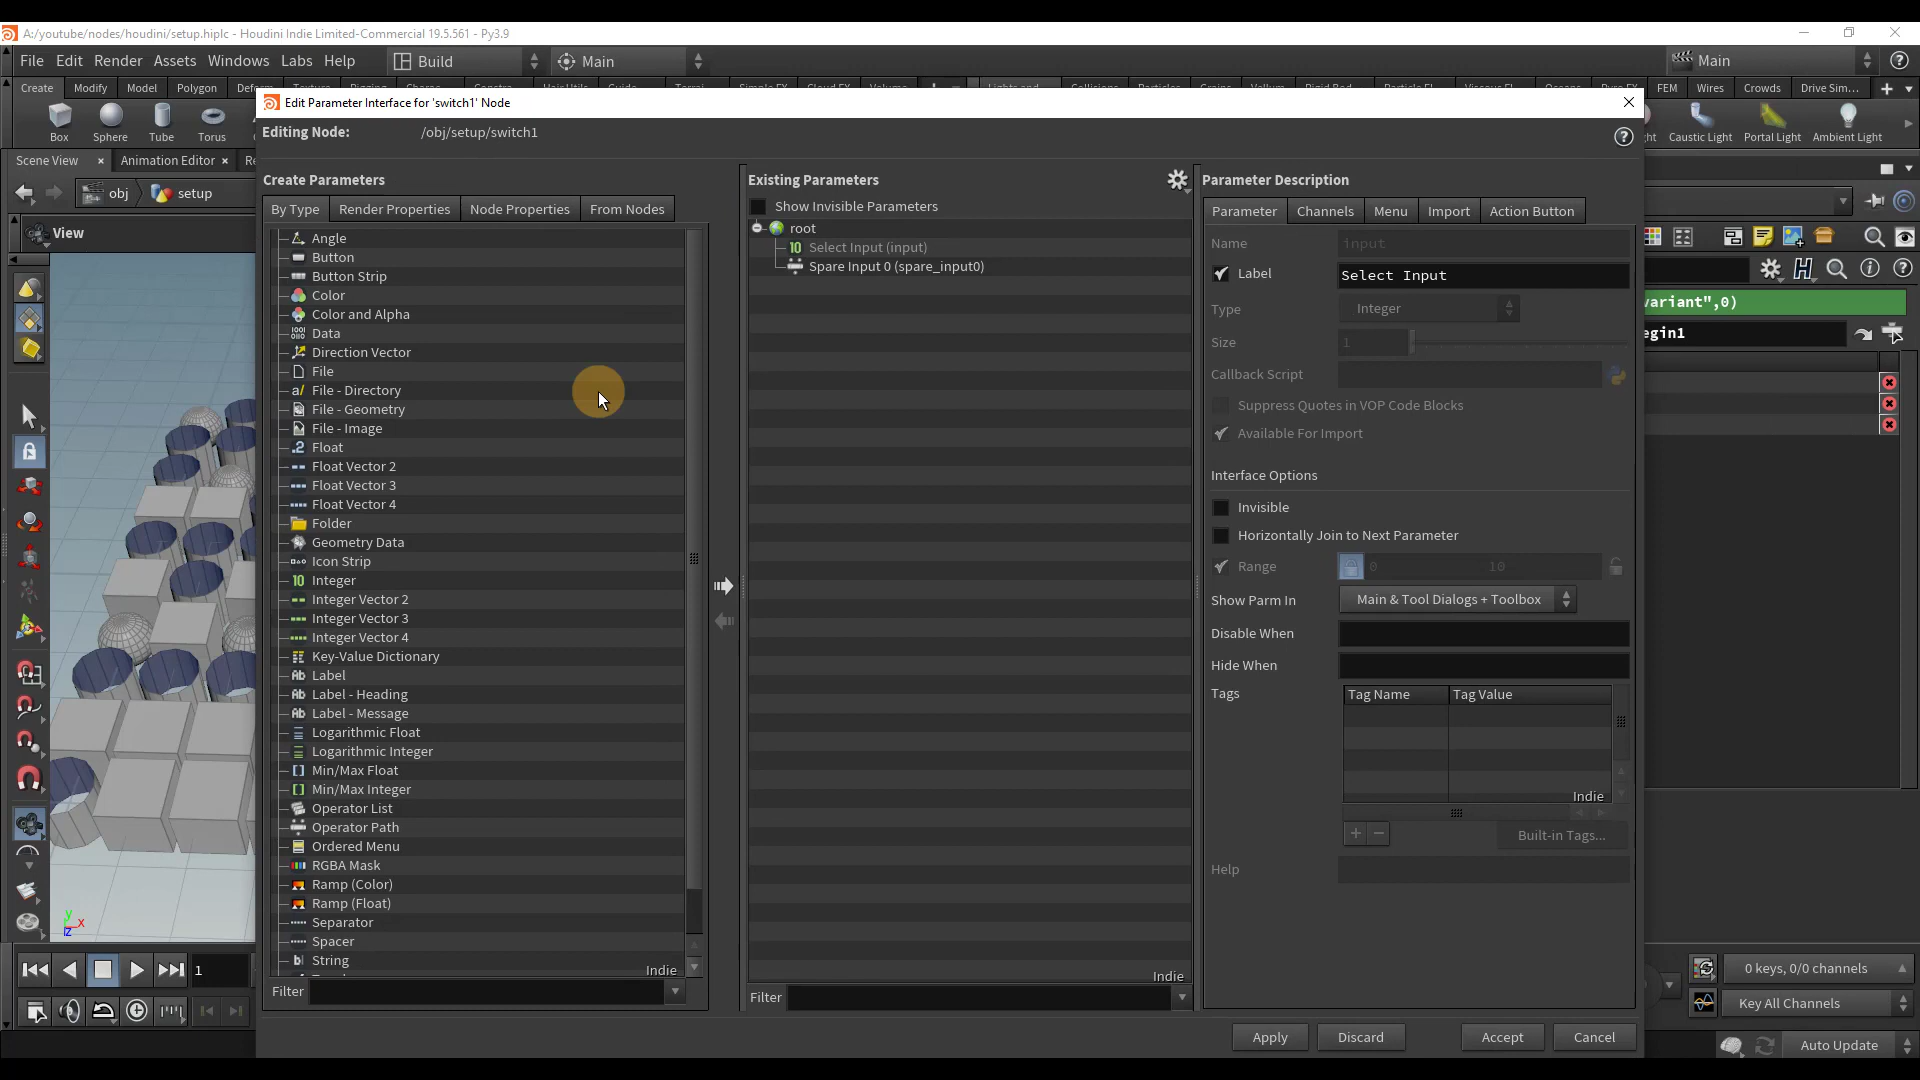 A:/youtube/nodes/houdini/setup.hiplc - Houdini Indie Limited-Commercial 19.5.561 - Py3.9
File Edit Render Assets Windows Labs Help Build Main Main
Create Modify Model Polygon FEM Wires Crowds Drive Sim...
Box Sphere Tube Torus Caustic Light Portal Light Ambient Light
Scene View Animation Editor
obj setup
View
Edit Parameter Interface for 'switch1' Node
Editing Node: /obj/setup/switch1
Create Parameters
By Type Render Properties Node Properties From Nodes
Angle
Button
Button Strip
Color
Color and Alpha
Data
Direction Vector
File
File - Directory
File - Geometry
File - Image
Float
Float Vector 2
Float Vector 3
Float Vector 4
Folder
Geometry Data
Icon Strip
Integer
Integer Vector 2
Integer Vector 3
Integer Vector 4
Key-Value Dictionary
Label
Label - Heading
Label - Message
Logarithmic Float
Logarithmic Integer
Min/Max Float
Min/Max Integer
Operator List
Operator Path
Ordered Menu
RGBA Mask
Ramp (Color)
Ramp (Float)
Separator
Spacer
String
Indie
Filter
Existing Parameters
Show Invisible Parameters
root
Select Input (input)
Spare Input 0 (spare_input0)
Indie
Filter
Parameter Description
Parameter Channels Menu Import Action Button
Name input
Label Select Input
Type Integer
Size 1
Callback Script
Suppress Quotes in VOP Code Blocks
Available For Import
Interface Options
Invisible
Horizontally Join to Next Parameter
Range 0 10
Show Parm In Main & Tool Dialogs + Toolbox
Disable When
Hide When
Tags Tag Name Tag Value
Indie
+ - Built-in Tags...
Help
Apply Discard Accept Cancel
variant",0)
egin1
1
0 keys, 0/0 channels
Key All Channels
Auto Update
y x z